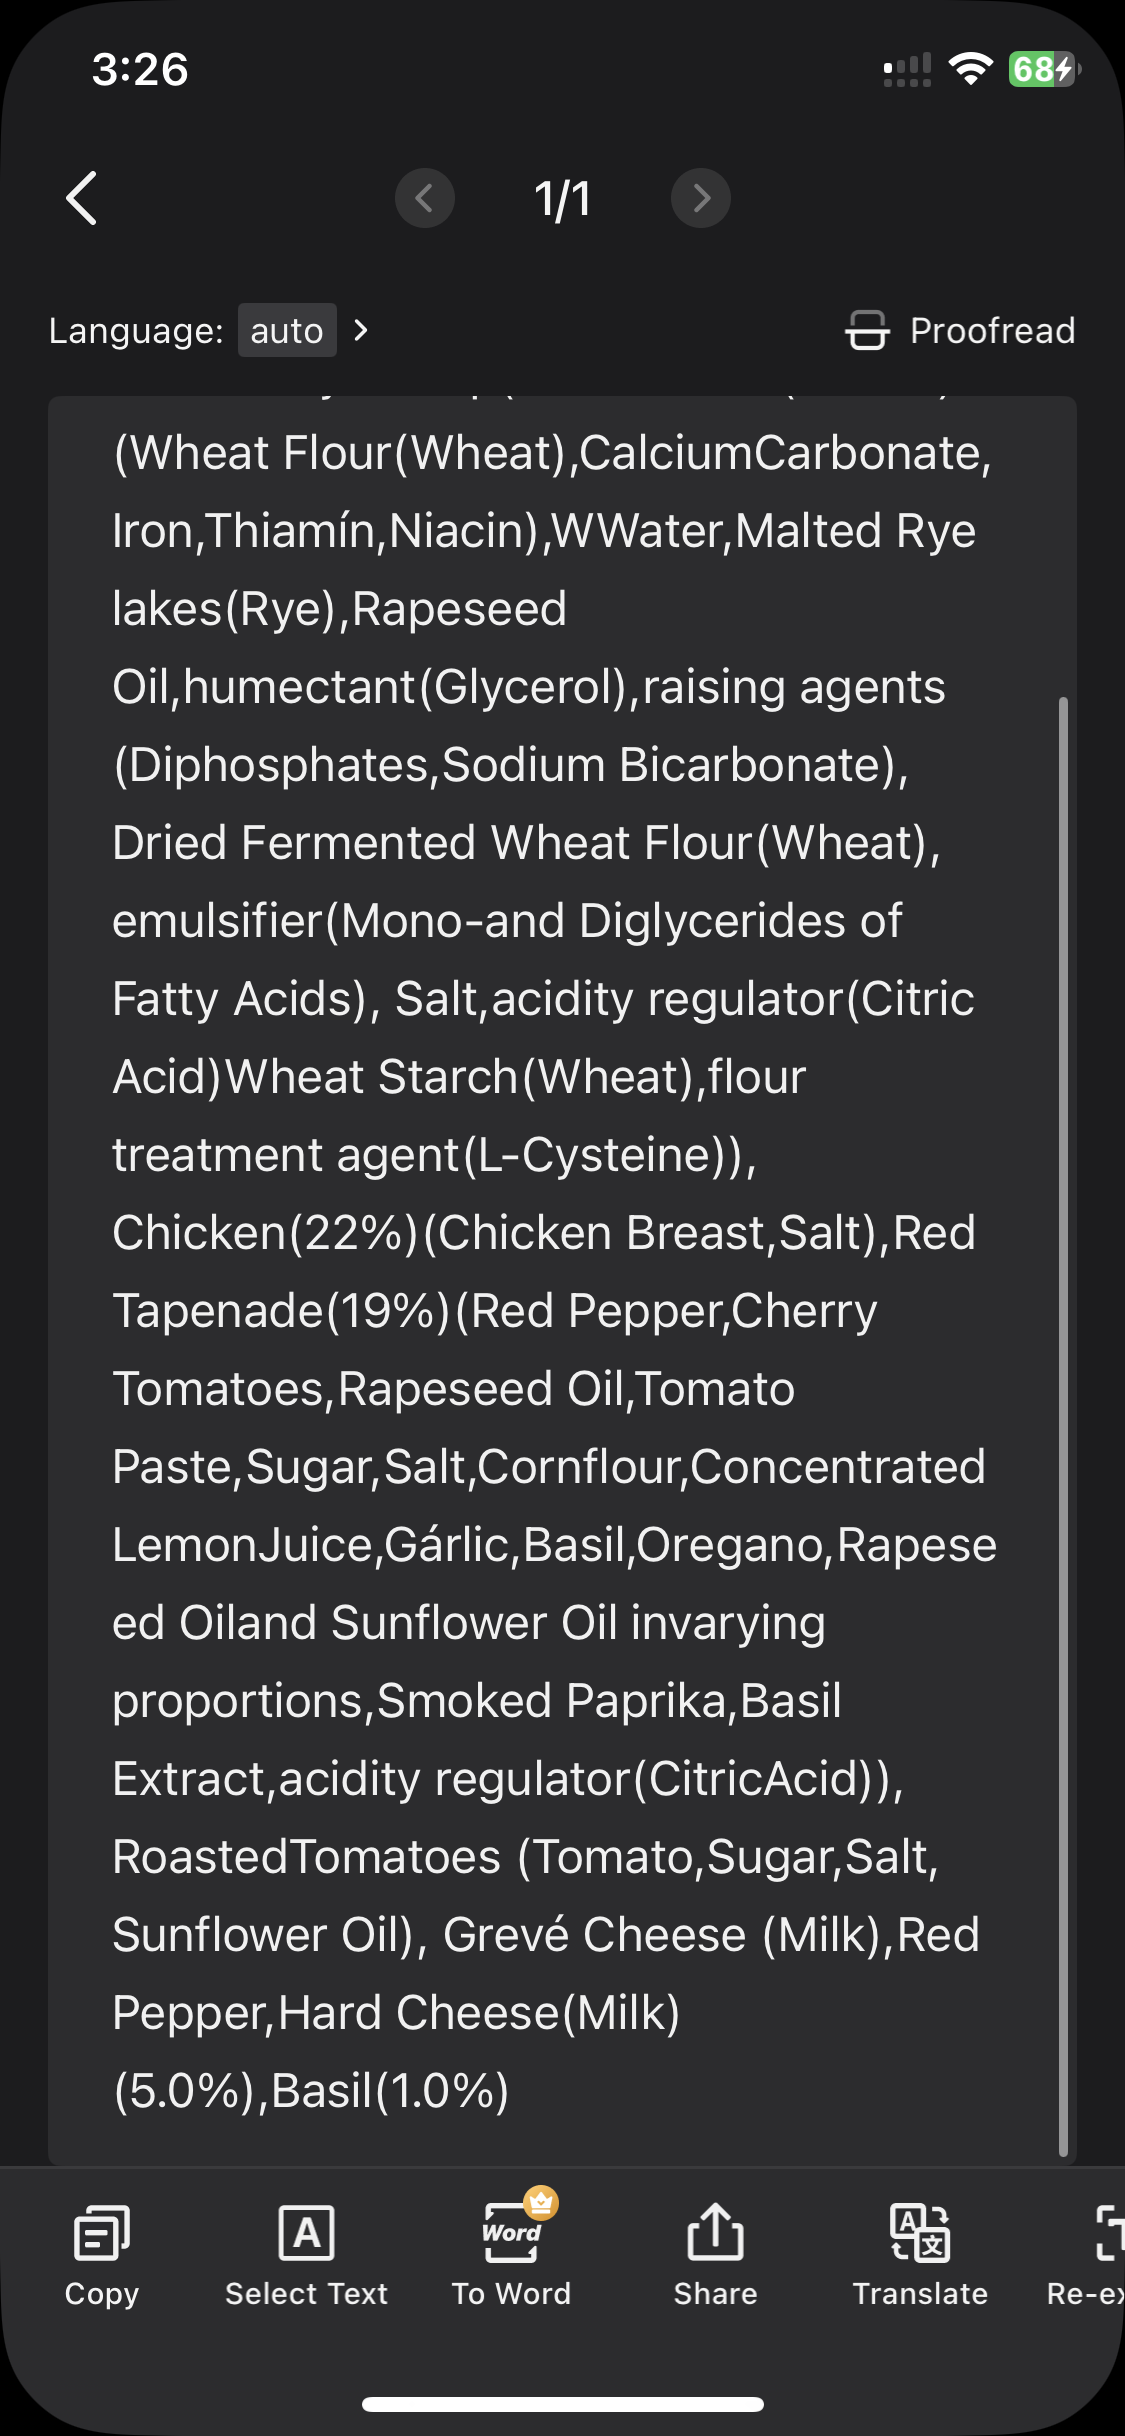 3:26
68
1/1
Language: auto
Proofread
(Wheat Flour(Wheat),CalciumCarbonate,
Iron,Thiamín,Niacin),WWater,Malted Rye
lakes(Rye),Rapeseed
Oil,humectant(Glycerol),raising agents
(Diphosphates,Sodium Bicarbonate),
Dried Fermented Wheat Flour(Wheat),
emulsifier(Mono-and Diglycerides of
Fatty Acids), Salt,acidity regulator(Citric
Acid)Wheat Starch(Wheat),flour
treatment agent(L-Cysteine)),
Chicken(22%)(Chicken Breast,Salt),Red
Tapenade(19%)(Red Pepper,Cherry
Tomatoes,Rapeseed Oil,Tomato
Paste,Sugar,Salt,Cornflour,Concentrated
LemonJuice,Gárlic,Basil,Oregano,Rapese
ed Oiland Sunflower Oil invarying
proportions,Smoked Paprika,Basil
Extract,acidity regulator(CitricAcid)),
RoastedTomatoes (Tomato,Sugar,Salt,
Sunflower Oil), Grevé Cheese (Milk),Red
Pepper,Hard Cheese(Milk)
(5.0%),Basil(1.0%)
Word
Copy
Select Text
To Word
Share
Translate
Re-ex